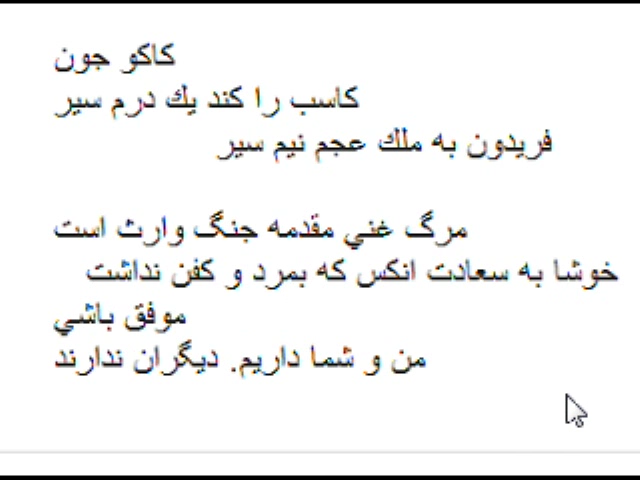 كاكو جون
كاسب را كند يك درم سير
فريدون به ملك عجم نيم سير
مرگ غني مقدمه جنگ وارث است
خوشا به سعادت انكس كه بمرد و كفن نداشت
موفق باشي
من و شما داريم. ديگران ندارند